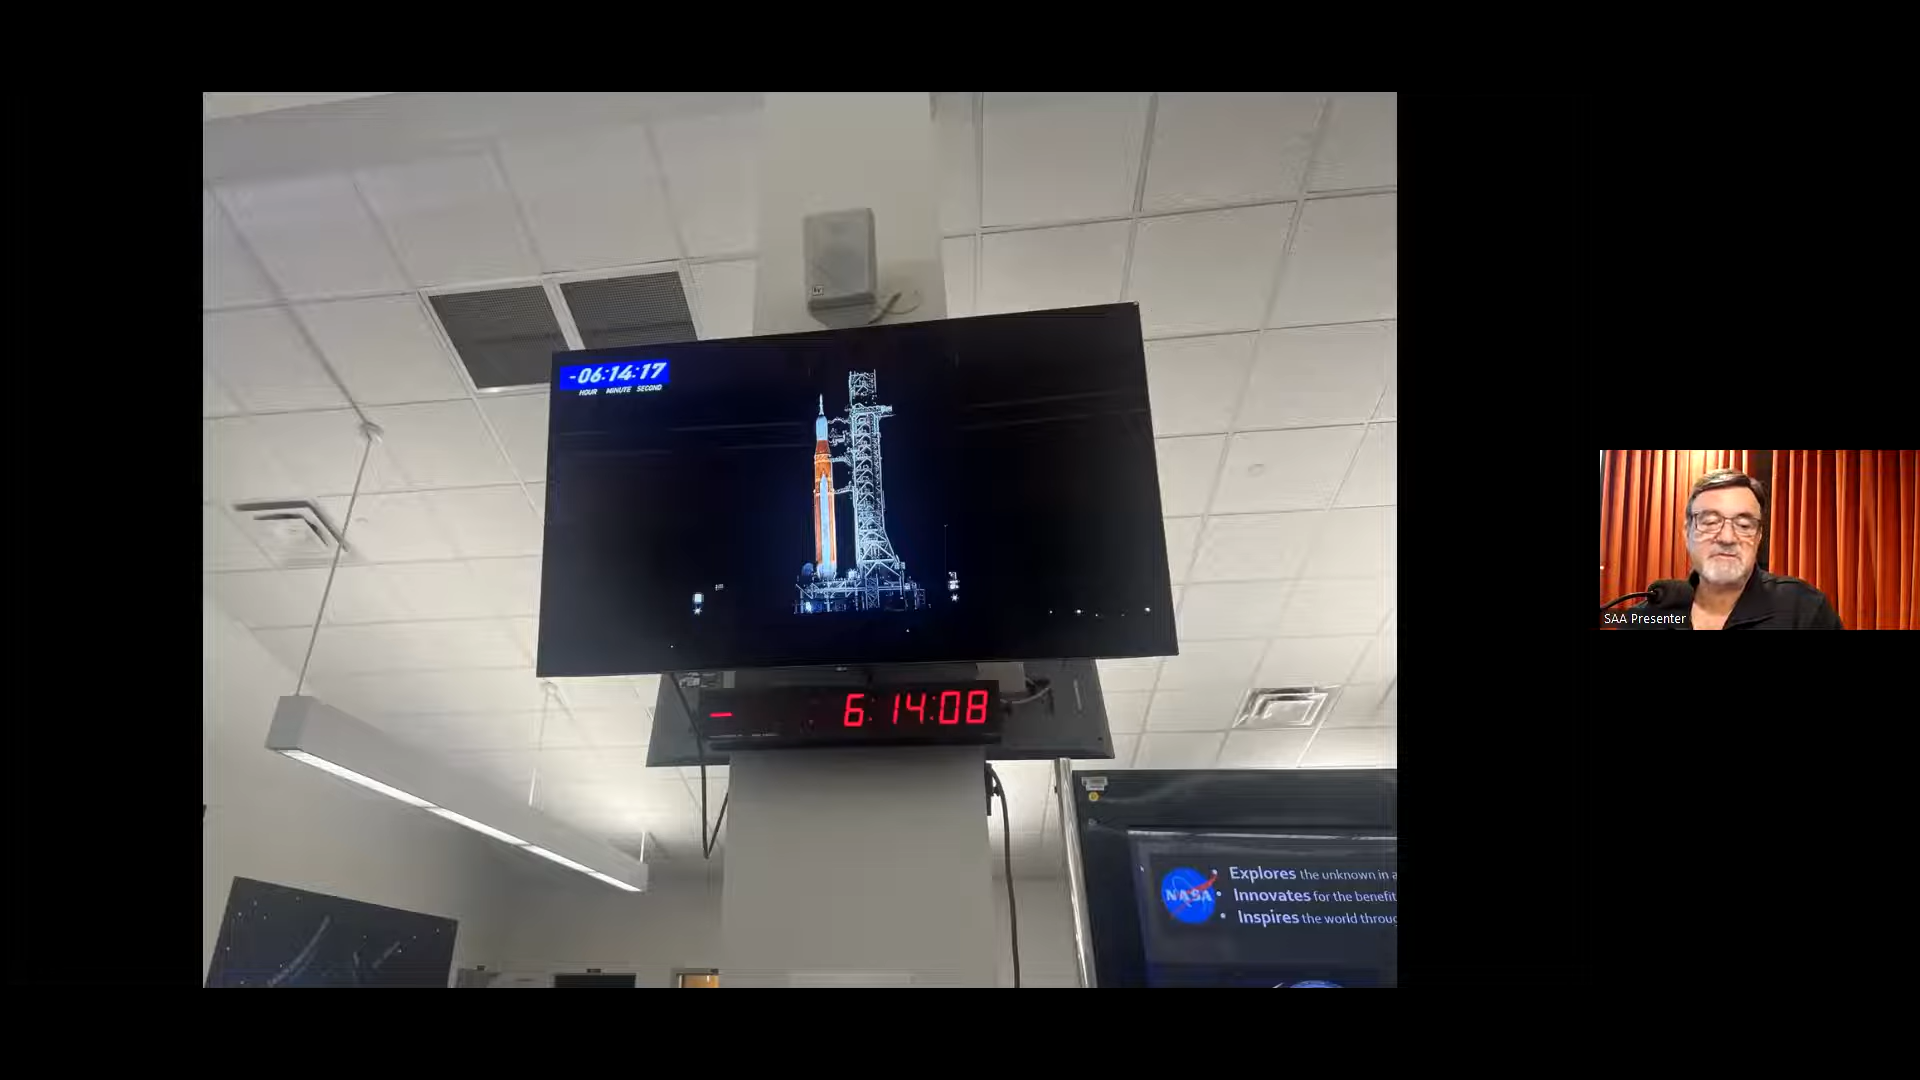 -06:14:17
HOUR MINUTE SECOND
- 6:14:08
• Explores the unknown in a
NASA
• Innovates for the benefit
• Inspires the world throug
SAA Presenter